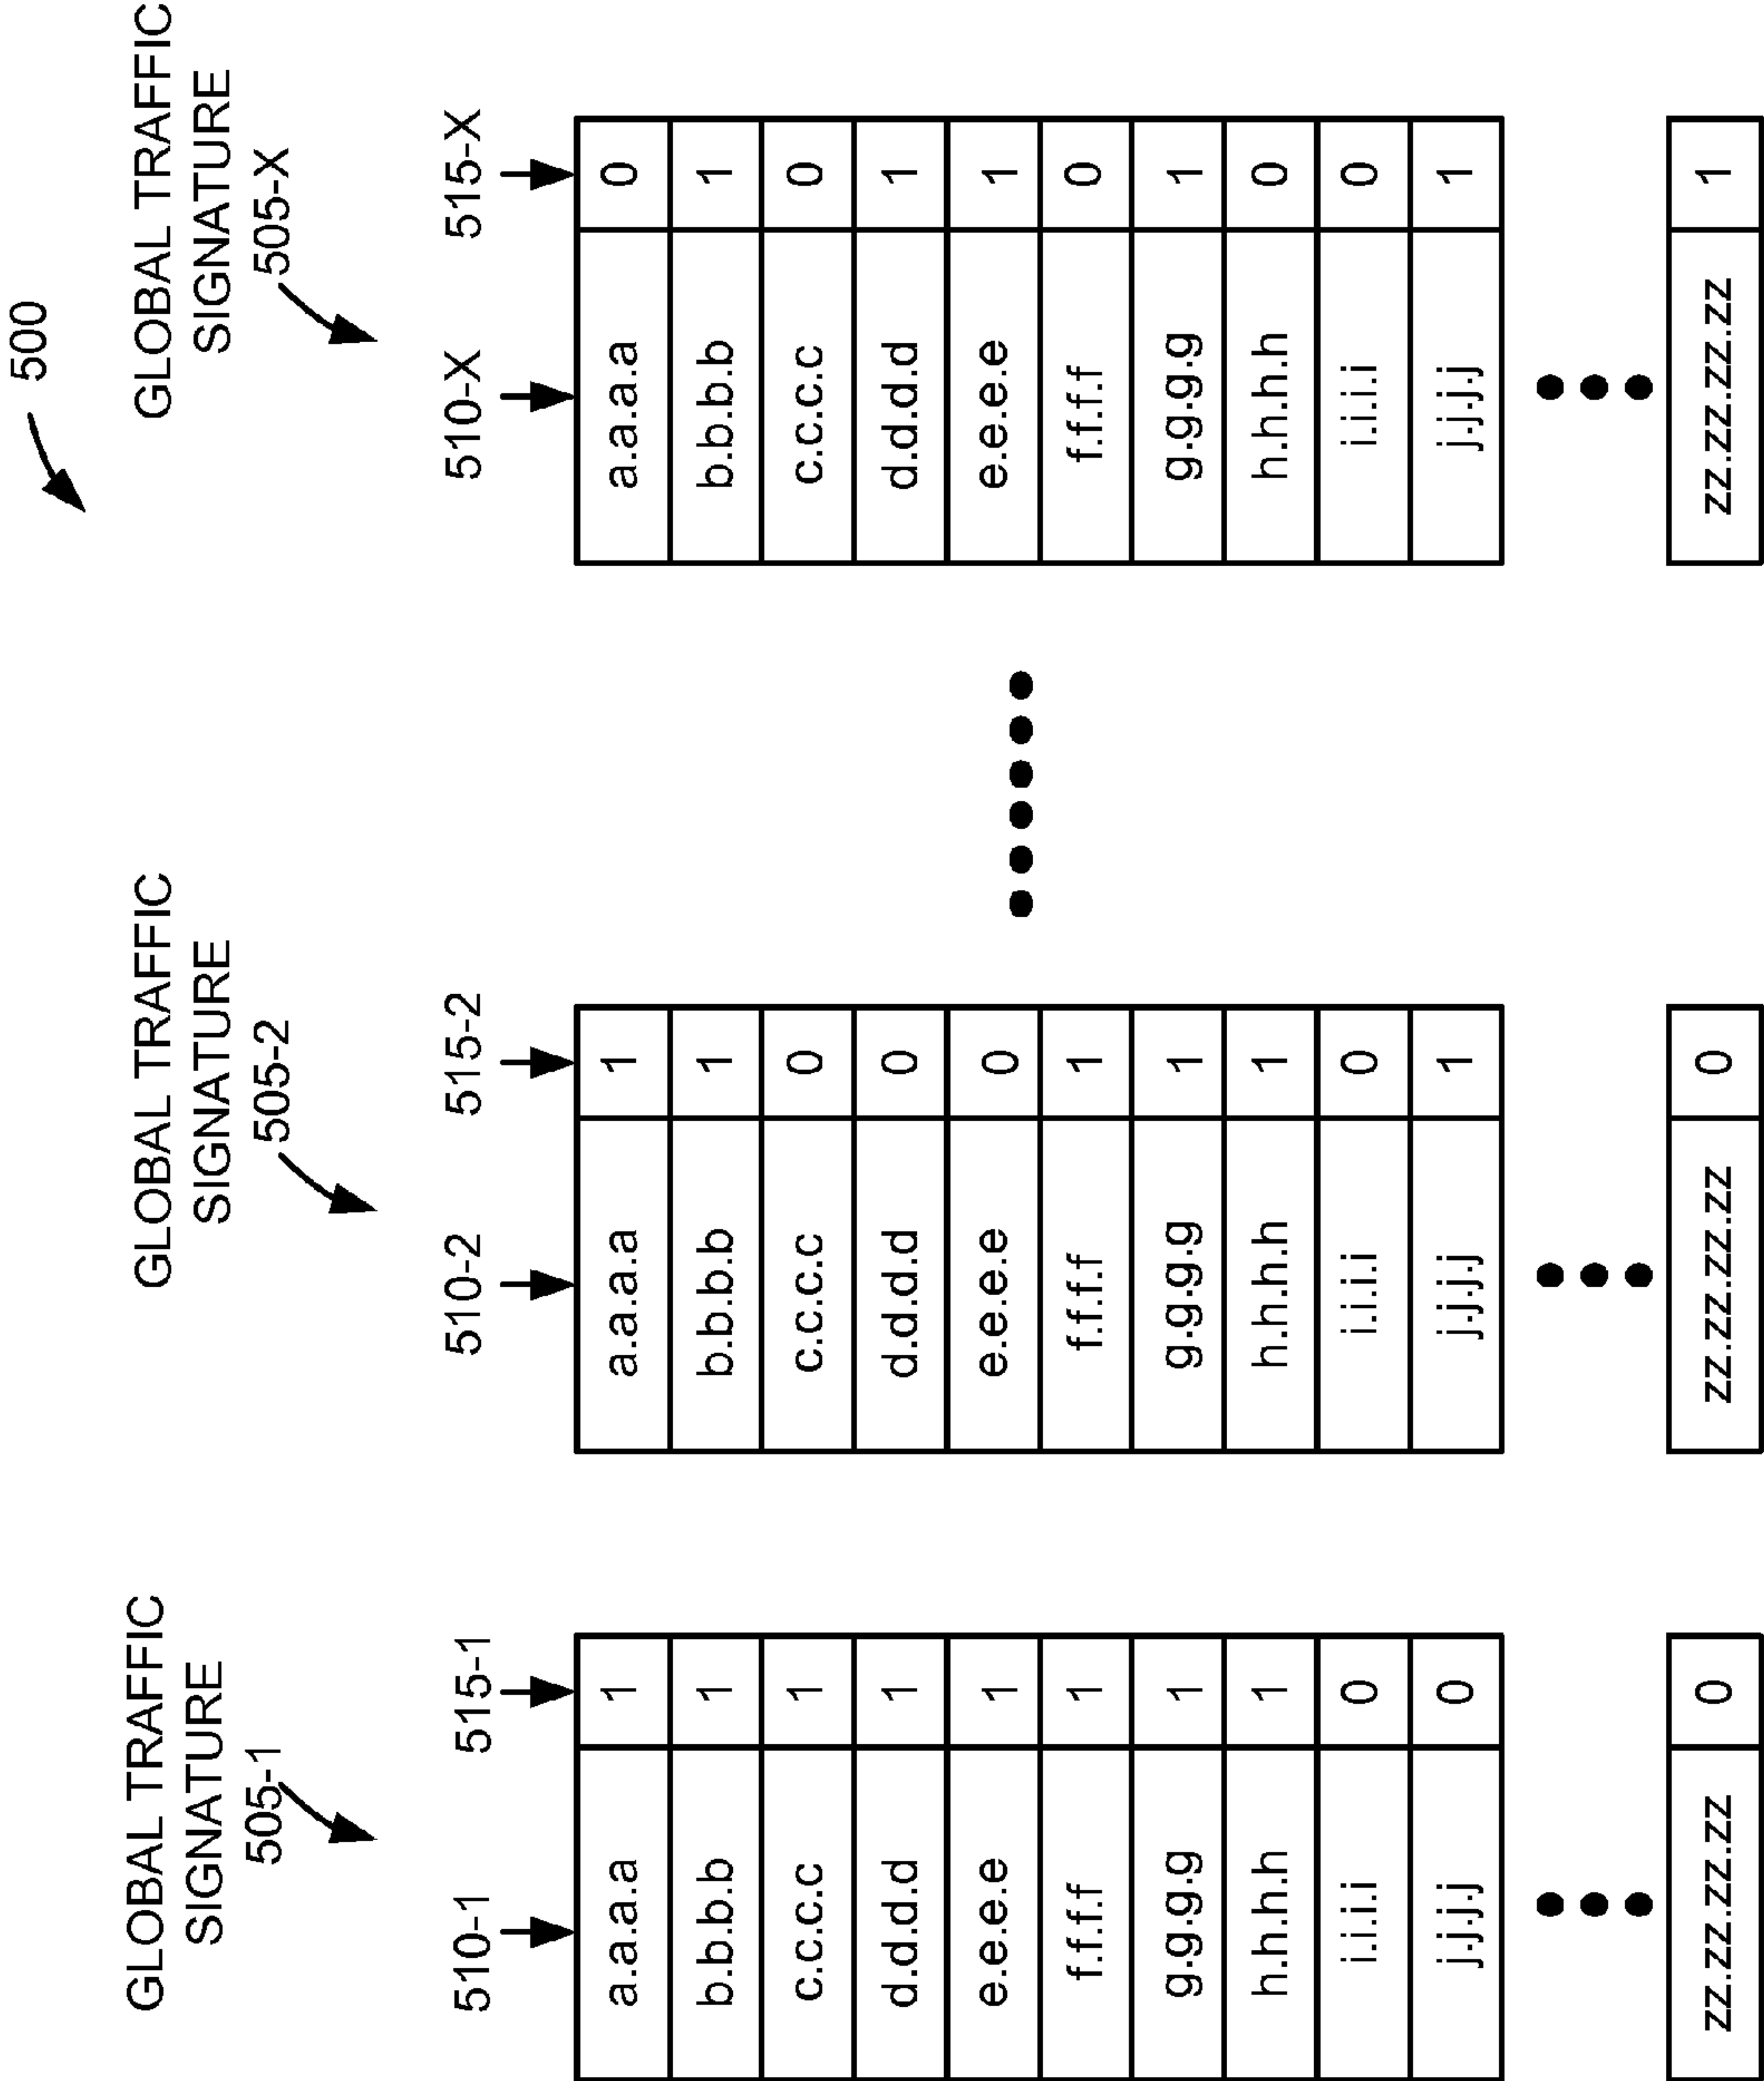 500
GLOBAL TRAFFIC
SIGNATURE
505-1
510-1 515-1
a.a.a.a 1
b.b.b.b 1
c.c.c.c 1
d.d.d.d 1
e.e.e.e 1
f.f.f.f 1
g.g.g.g 1
h.h.h.h 1
i.i.i.i 0
j.j.j.j 0
zz.zz.zz.zz 0
GLOBAL TRAFFIC
SIGNATURE
505-2
510-2 515-2
a.a.a.a 1
b.b.b.b 1
c.c.c.c 0
d.d.d.d 0
e.e.e.e 0
f.f.f.f 1
g.g.g.g 1
h.h.h.h 1
i.i.i.i 0
j.j.j.j 1
zz.zz.zz.zz 0
GLOBAL TRAFFIC
SIGNATURE
505-X
510-X 515-X
a.a.a.a 0
b.b.b.b 1
c.c.c.c 0
d.d.d.d 1
e.e.e.e 1
f.f.f.f 0
g.g.g.g 1
h.h.h.h 0
i.i.i.i 0
j.j.j.j 1
zz.zz.zz.zz 1